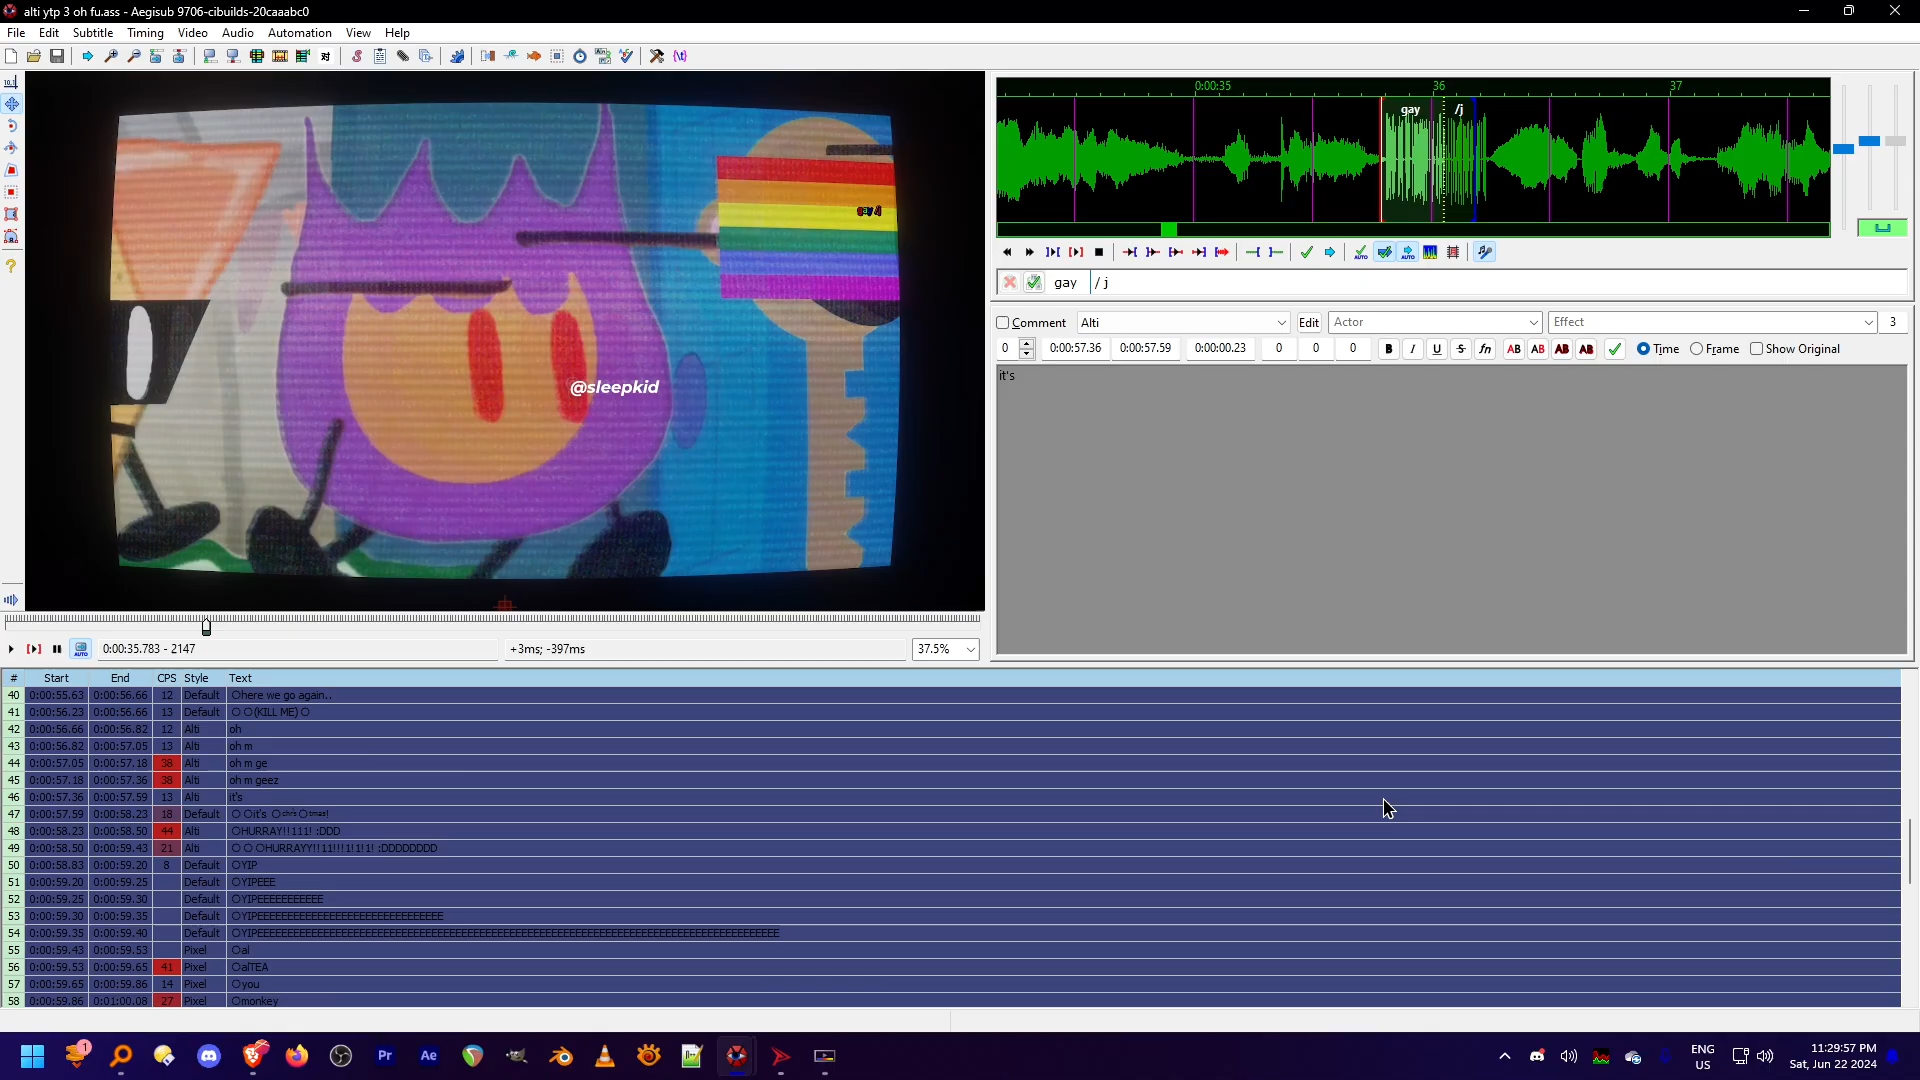 alti ytp 3 oh fu.ass - Aegisub 9706-cibuilds-20caaabc0
File Edit Subtitle Timing Video Audio Automation View Help
0:00:35 36 37
gay /j
gay /j
@sleepkid
gay / j
Comment Alti Edit Actor Effect 3
0 0:00:57.36 0:00:57.59 0:00:00.23 0 0 0 B I U S fn AB AB AB AB Time Frame Show Original
it's
0:00:35.783 - 2147 +3ms; -397ms 37.5%
# Start End CPS Style Text
40 0:00:55.63 0:00:56.66 12 Default here we go again..
41 0:00:56.23 0:00:56.66 13 Default (KILL ME)
42 0:00:56.66 0:00:56.82 12 Alti oh
43 0:00:56.82 0:00:57.05 13 Alti oh m
44 0:00:57.05 0:00:57.18 38 Alti oh m ge
45 0:00:57.18 0:00:57.36 38 Alti oh m geez
46 0:00:57.36 0:00:57.59 13 Alti it's
47 0:00:57.59 0:00:58.23 18 Default it's ᶜʰʳⁱˢ ᵗᵐᵃˢ!
48 0:00:58.23 0:00:58.50 44 Alti HURRAY!!111! :DDD
49 0:00:58.50 0:00:59.43 21 Alti HURRAYY!!11!!!1!1!1! :DDDDDDDD
50 0:00:58.83 0:00:59.20 8 Default YIP
51 0:00:59.20 0:00:59.25 Default YIPEEE
52 0:00:59.25 0:00:59.30 Default YIPEEEEEEEEEEE
53 0:00:59.30 0:00:59.35 Default
54 0:00:59.35 0:00:59.40 Default
55 0:00:59.43 0:00:59.53 Pixel al
56 0:00:59.53 0:00:59.65 41 Pixel alTEA
57 0:00:59.65 0:00:59.86 14 Pixel you
58 0:00:59.86 0:01:00.08 27 Pixel monkey
1 Pr Ae ENG US 11:29:57 PM
Sat, Jun 22 2024